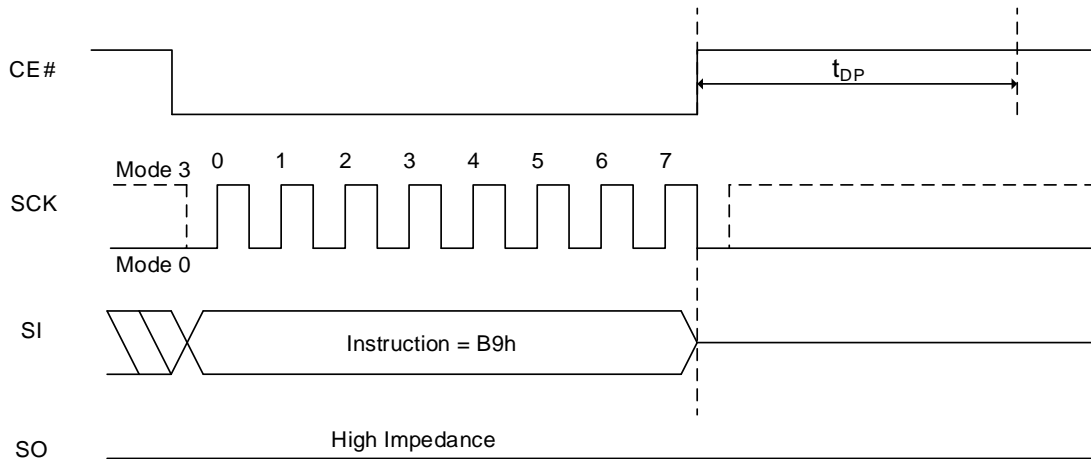 CE#
tDP
Mode 3
0 1 2 3 4 5 6 7
SCK
Mode 0
SI
Instruction = B9h
High Impedance
SO